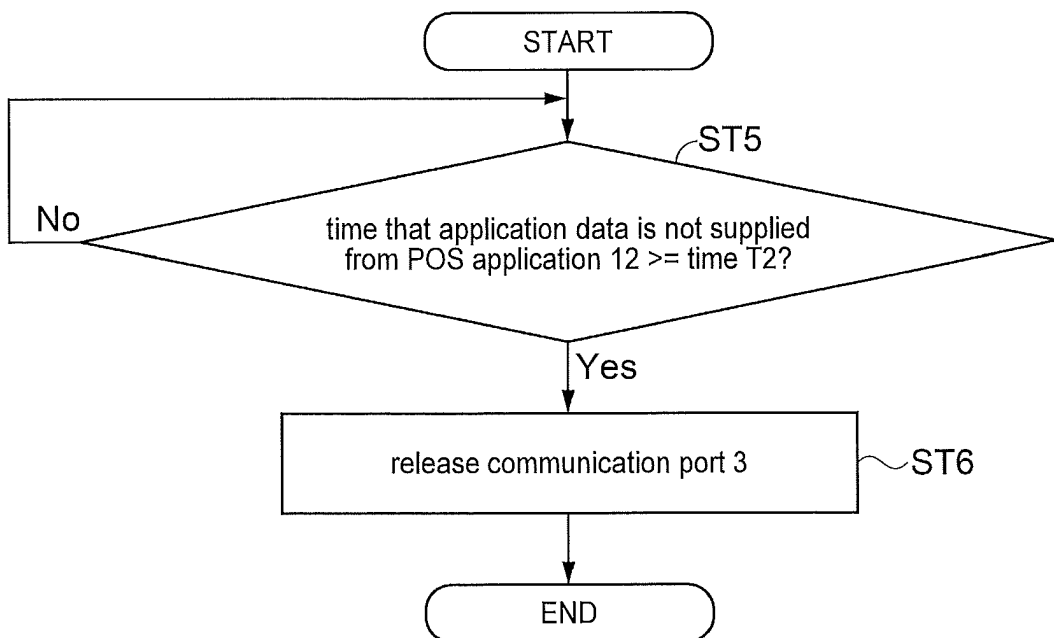 START
ST5
No
time that application data is not supplied
from POS application 12 >= time T2?
Yes
release communication port 3
ST6
END